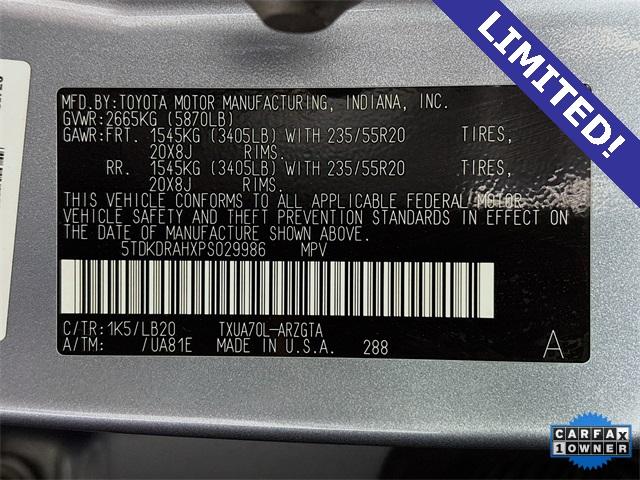 LIMITED!
MFD.BY:TOYOTA MOTOR MANUFACTURING, INDIANA, INC.
GVWR:2665KG (5870LB)
GAWR:FRT. 1545KG (3405LB) WITH 235/55R20 TIRES,
20X8J RIMS.
RR. 1545KG (3405LB) WITH 235/55R20 TIRES,
20X8J RIMS.
THIS VEHICLE CONFORMS TO ALL APPLICABLE FEDERAL MOTOR
VEHICLE SAFETY AND THEFT PREVENTION STANDARDS IN EFFECT ON
THE DATE OF MANUFACTURE SHOWN ABOVE.
5TDKDRAHXPS029986 MPV
C/TR:1K5/LB20 TXUA70L-ARZGTA
A/TM: /UA81E MADE IN U.S.A. 288
A
CARFAX
1 OWNER